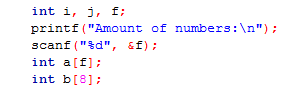 int i, j, f;
printf("Amount of numbers:\n");
scanf("%d", &f);
int a[f];
int b[8];